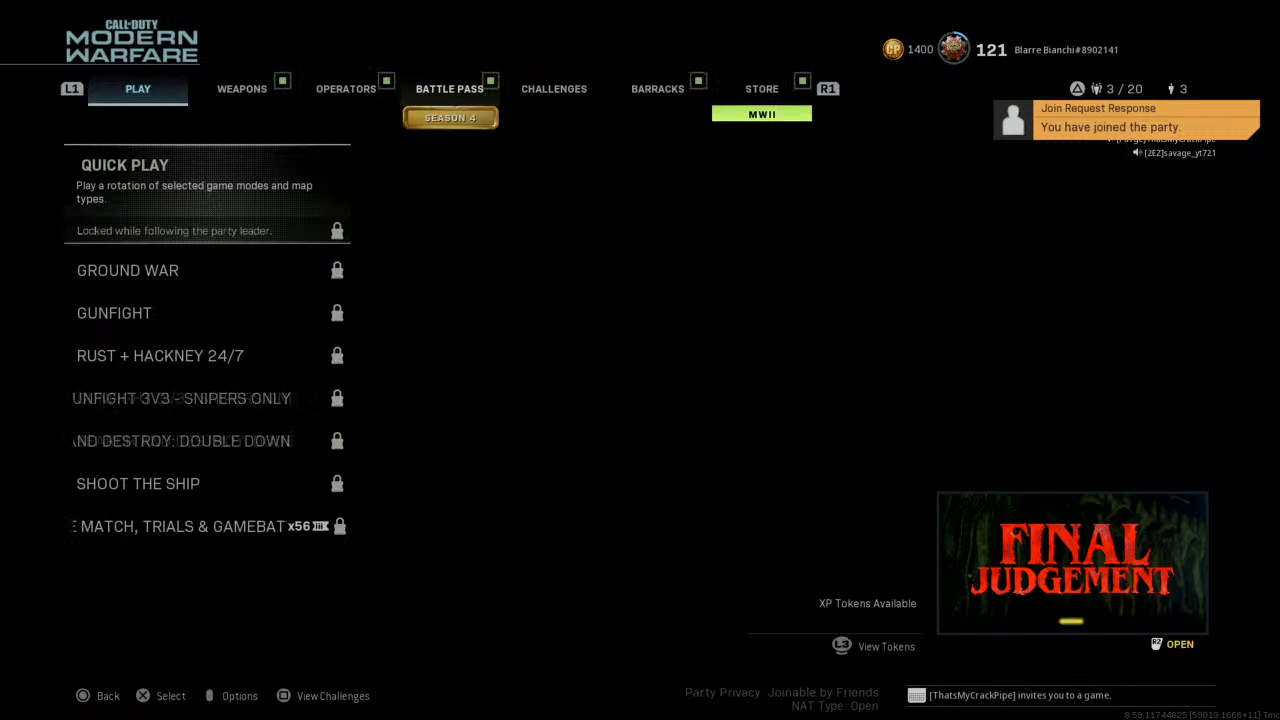 CALL OF DUTY
MODERN
WARFARE
CP 1400 121 Blarre Bianchi#8902141
L1 PLAY WEAPONS OPERATORS BATTLE PASS CHALLENGES BARRACKS STORE R1
SEASON 4
MWII
3 / 20 3
Join Request Response
You have joined the party.
[2EZ]savage_yt721
QUICK PLAY
Play a rotation of selected game modes and map
types.
Locked while following the party leader.
GROUND WAR
GUNFIGHT
RUST + HACKNEY 24/7
UNFIGHT 3V3 - SNIPERS ONLY
AND DESTROY: DOUBLE DOWN
SHOOT THE SHIP
E MATCH, TRIALS & GAMEBAT x56
FINAL
JUDGEMENT
XP Tokens Available
L3 View Tokens
R2 OPEN
Back Select Options View Challenges
Party Privacy Joinable by Friends
NAT Type: Open
[ThatsMyCrackPipe] invites you to a game.